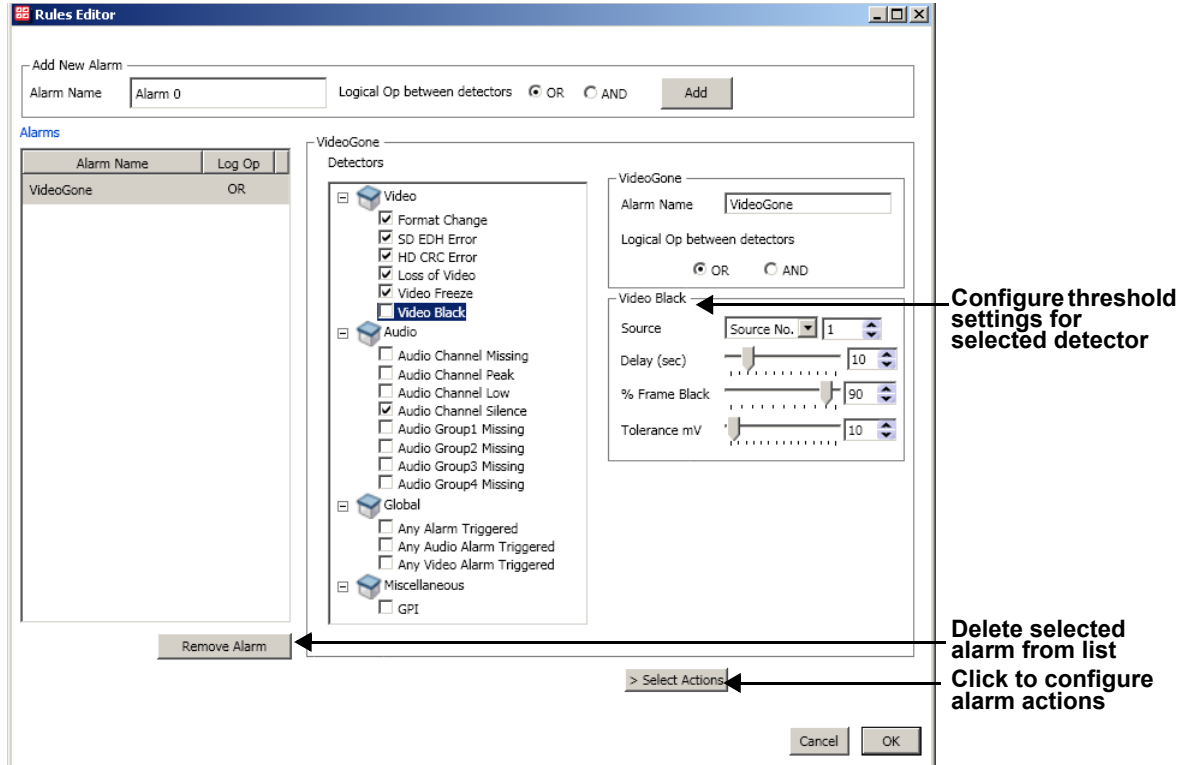 Rules Editor
Add New Alarm
Alarm Name
Alarm 0
Logical Op between detectors
OR
AND
Add
Alarms
Alarm Name
Log Op
VideoGone
OR
VideoGone
Detectors
Video
Format Change
SD EDH Error
HD CRC Error
Loss of Video
Video Freeze
Video Black
Audio
Audio Channel Missing
Audio Channel Peak
Audio Channel Low
Audio Channel Silence
Audio Group1 Missing
Audio Group2 Missing
Audio Group3 Missing
Audio Group4 Missing
Global
Any Alarm Triggered
Any Audio Alarm Triggered
Any Video Alarm Triggered
Miscellaneous
GPI
VideoGone
Alarm Name
VideoGone
Logical Op between detectors
OR
AND
Video Black
Source
Source No.
1
Delay (sec)
10
% Frame Black
90
Tolerance mV
10
Configure threshold
settings for
selected detector
Remove Alarm
Delete selected
alarm from list
> Select Actions
Click to configure
alarm actions
Cancel
OK